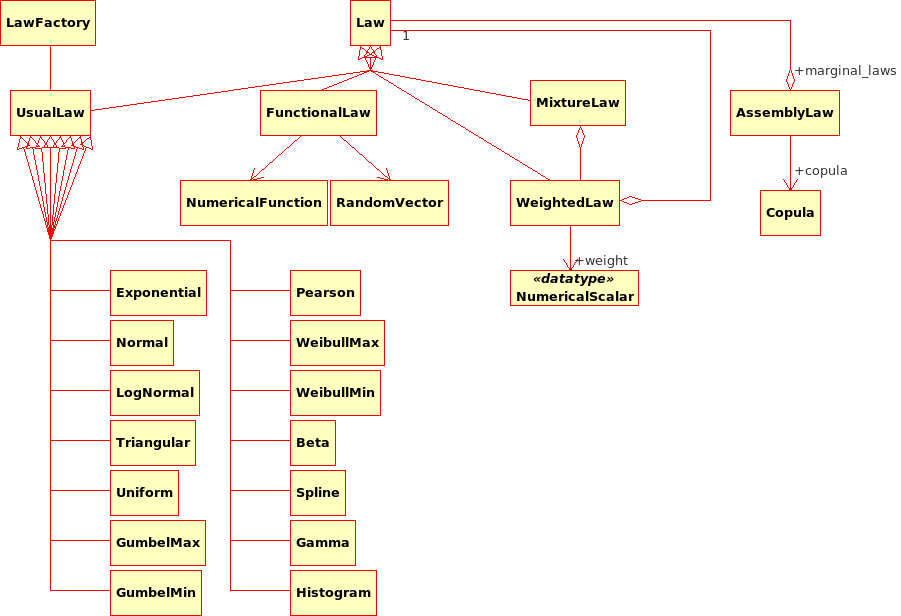 LawFactory
Law
1
+marginal_laws
UsualLaw
FunctionalLaw
MixtureLaw
AssemblyLaw
+copula
NumericalFunction
RandomVector
WeightedLaw
Copula
+weight
«datatype»
NumericalScalar
Exponential
Normal
LogNormal
Triangular
Uniform
GumbelMax
GumbelMin
Pearson
WeibullMax
WeibullMin
Beta
Spline
Gamma
Histogram